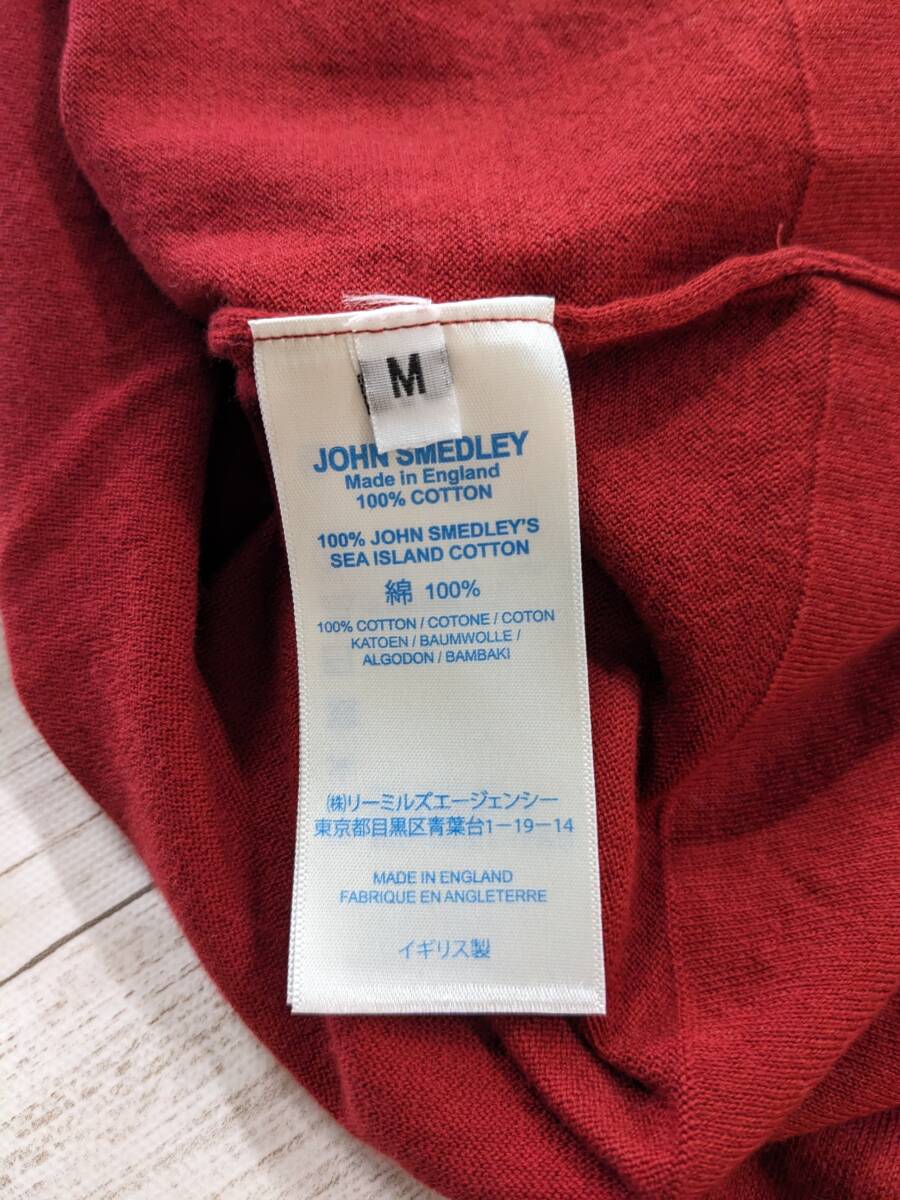 M
JOHN SMEDLEY
Made in England
100% COTTON
100% JOHN SMEDLEY'S
SEA ISLAND COTTON
綿 100%
100% COTTON / COTONE / COTON
KATOEN / BAUMWOLLE /
ALGODON / BAMBAKI
㈱リーミルズエージェンシー
東京都目黒区青葉台1-19-14
MADE IN ENGLAND
FABRIQUE EN ANGLETERRE
イギリス製